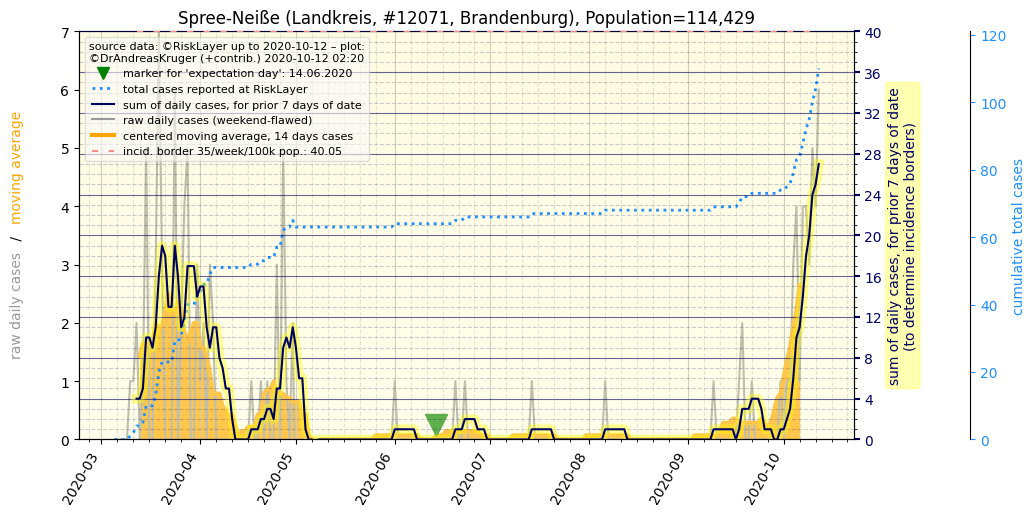 Spree-Neiße (Landkreis, #12071, Brandenburg), Population=114,429
source data: ©RiskLayer up to 2020-10-12 – plot:
©DrAndreasKruger (+contrib.) 2020-10-12 02:20
marker for 'expectation day': 14.06.2020
total cases reported at RiskLayer
sum of daily cases, for prior 7 days of date
raw daily cases (weekend-flawed)
centered moving average, 14 days cases
incid. border 35/week/100k pop.: 40.05
raw daily cases / moving average
7
6
5
4
3
2
1
0
2020-03
2020-04
2020-05
2020-06
2020-07
2020-08
2020-09
2020-10
40
36
32
28
24
20
16
12
8
4
0
sum of daily cases, for prior 7 days of date
(to determine, incidence borders)
120
100
80
60
40
20
0
cumulative total cases